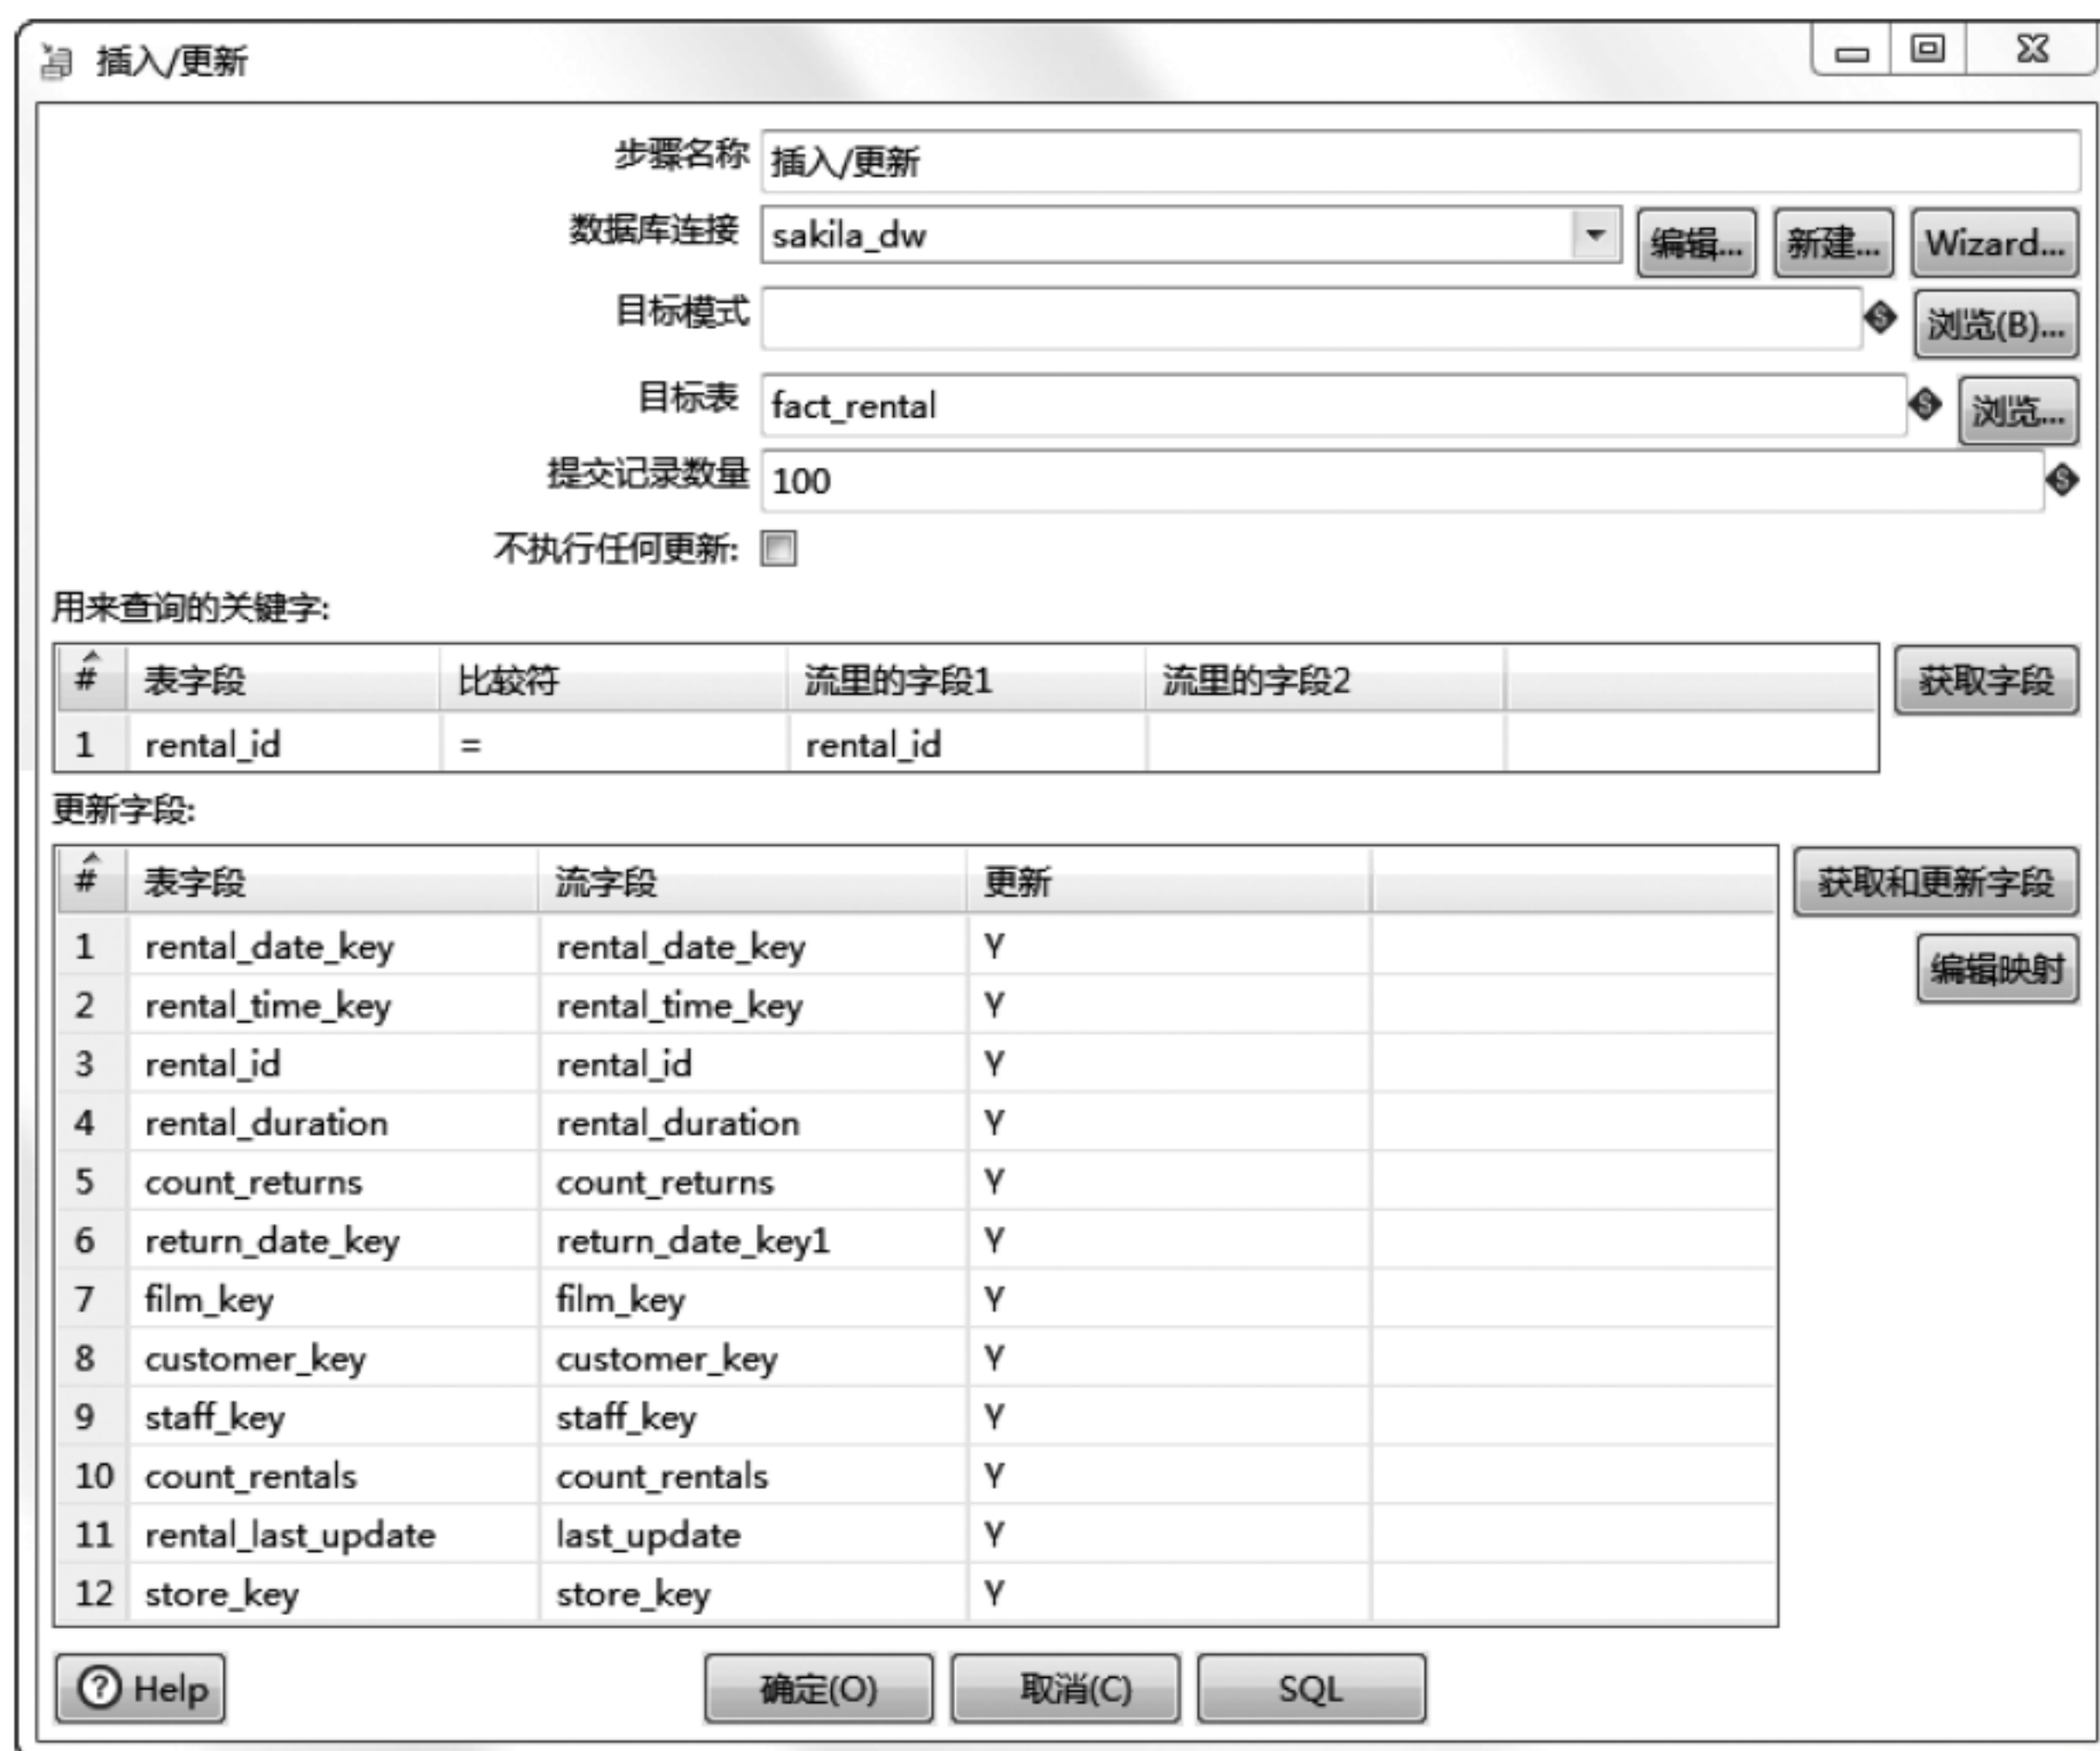 插入/更新
步骤名称 插入/更新
数据库连接 sakila_dw 编辑... 新建... Wizard...
目标模式 浏览(B)...
目标表 fact_rental 浏览...
提交记录数量 100
不执行任何更新:
用来查询的关键字:
# 表字段 比较符 流里的字段1 流里的字段2 获取字段
1 rental_id = rental_id
更新字段:
# 表字段 流字段 更新 获取和更新字段
1 rental_date_key rental_date_key Y
编辑映射
2 rental_time_key rental_time_key Y
3 rental_id rental_id Y
4 rental_duration rental_duration Y
5 count_returns count_returns Y
6 return_date_key return_date_key1 Y
7 film_key film_key Y
8 customer_key customer_key Y
9 staff_key staff_key Y
10 count_rentals count_rentals Y
11 rental_last_update last_update Y
12 store_key store_key Y
Help 确定(O) 取消(C) SQL